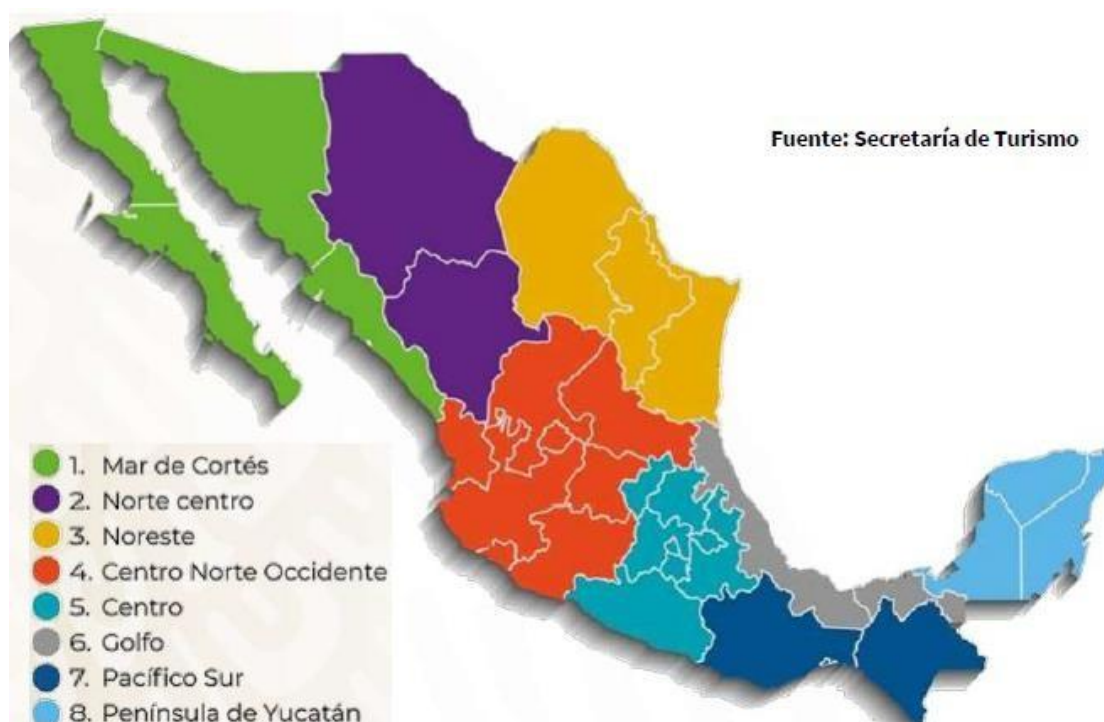 Fuente: Secretaría de Turismo
1. Mar de Cortés
2. Norte centro
3. Noreste
4. Centro Norte Occidente
5. Centro
6. Golfo
7. Pacífico Sur
8. Península de Yucatán